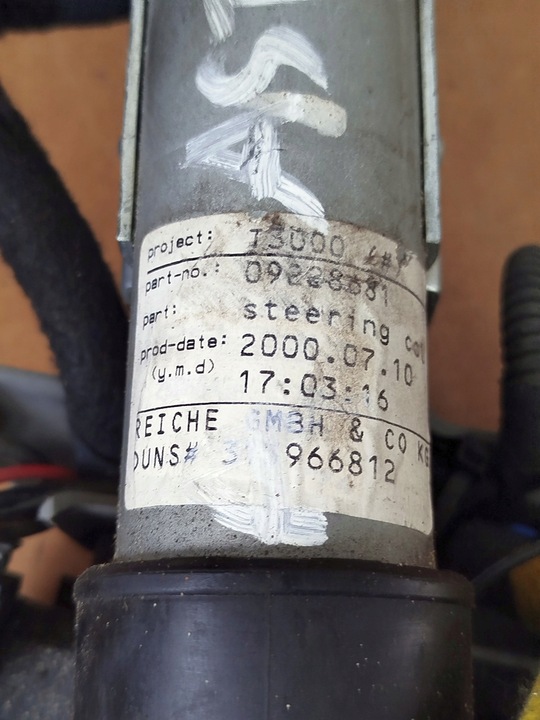 project: T3000
part-no.: 09228681
part: steering
prod-date: 2000.07.10
(y.m.d) 17:03:16
REICHE GMBH & CO KG
DUNS# 966812